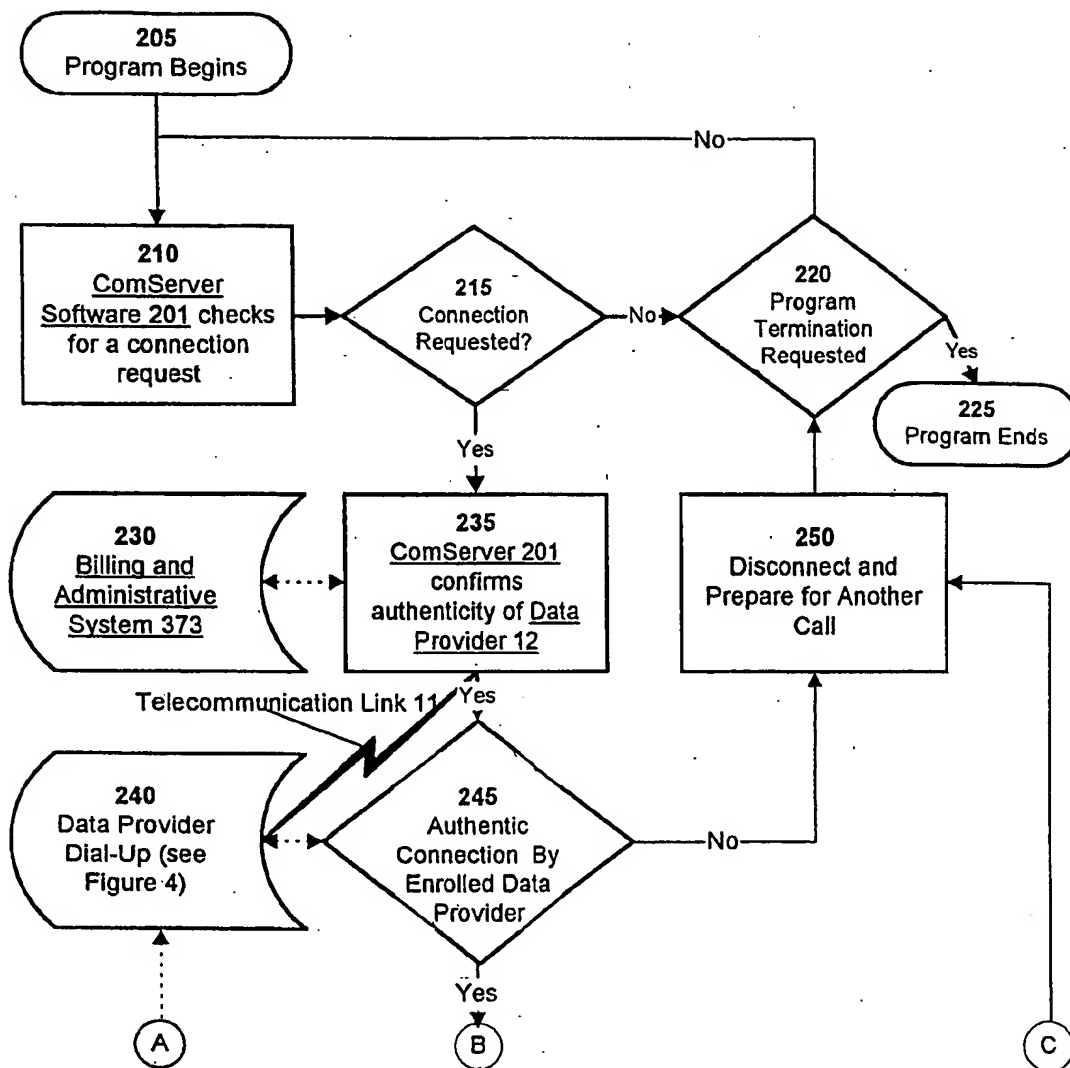 205
Program Begins
No
210
ComServer
Software 201 checks
for a connection
request
215
Connection
Requested?
No
220
Program
Termination
Requested
Yes
225
Program Ends
Yes
230
Billing and
Administrative
System 373
235
ComServer 201
confirms
authenticity of Data
Provider 12
250
Disconnect and
Prepare for Another
Call
Telecommunication Link 11
Yes
240
Data Provider
Dial-Up (see
Figure 4)
245
Authentic
Connection By
Enrolled Data
Provider
No
Yes
A
B
C